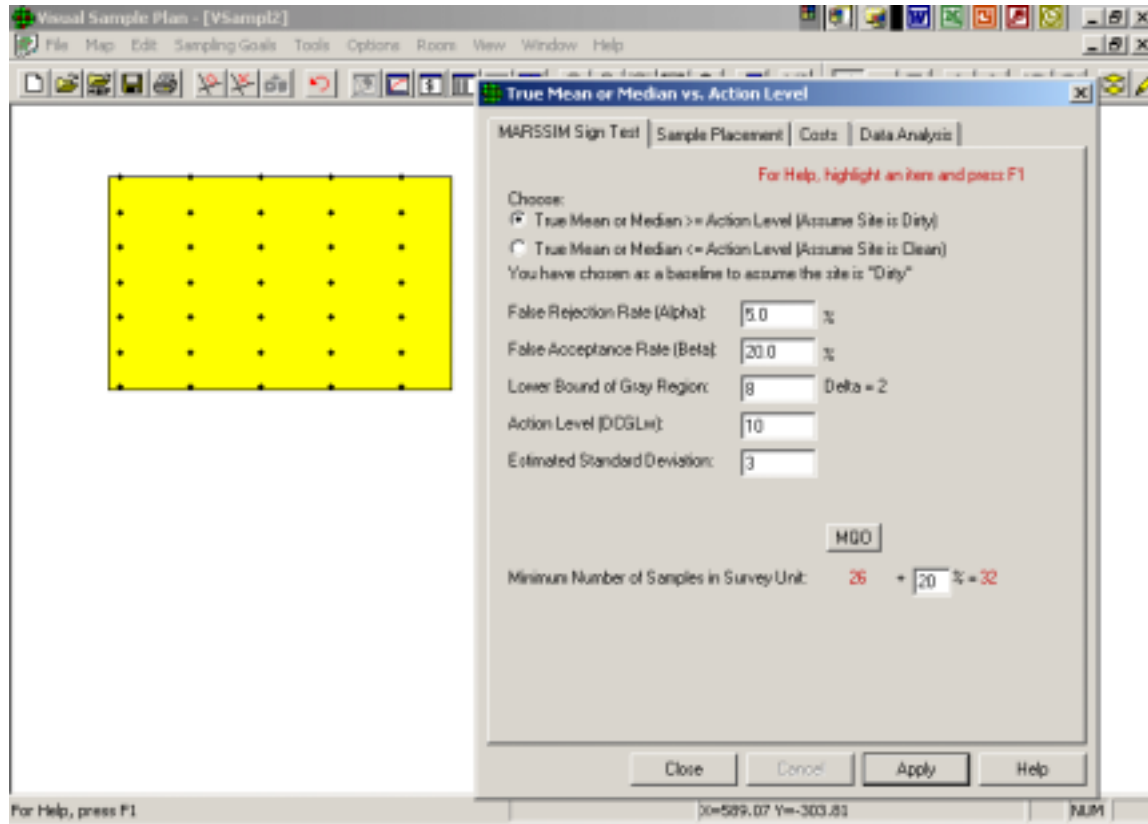 Visual Sample Plan - [VSampl2]
File Map Edit Sampling Goals Tools Options Room View Window Help
True Mean or Median vs. Action Level
MARSSIM Sign Test Sample Placement Costs Data Analysis
For Help, highlight an item and press F1
Choose:
True Mean or Median >= Action Level (Assume Site is Dirty)
True Mean or Median <= Action Level (Assume Site is Clean)
You have chosen as a baseline to assume the site is "Dirty"
False Rejection Rate (Alpha): 5.0 %
False Acceptance Rate (Beta): 20.0 %
Lower Bound of Gray Region: 8 Delta = 2
Action Level (DCGLw): 10
Estimated Standard Deviation: 3
MQO
Minimum Number of Samples in Survey Unit: 26 + 20 % = 32
Close Cancel Apply Help
For Help, press F1 X=589.07 Y=-303.81 NUM